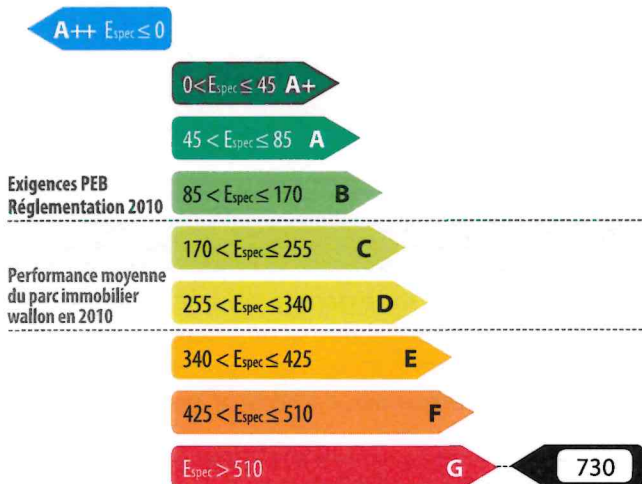 A++ Espec ≤ 0
0<Espec ≤ 45 A+
45 < Espec ≤ 85 A
Exigences PEB
Réglementation 2010
85 < Espec ≤ 170 B
170 < Espec ≤ 255 C
Performance moyenne
du parc immobilier
wallon en 2010
255 < Espec ≤ 340 D
340 < Espec ≤ 425 E
425 < Espec ≤ 510 F
Espec > 510 G
730